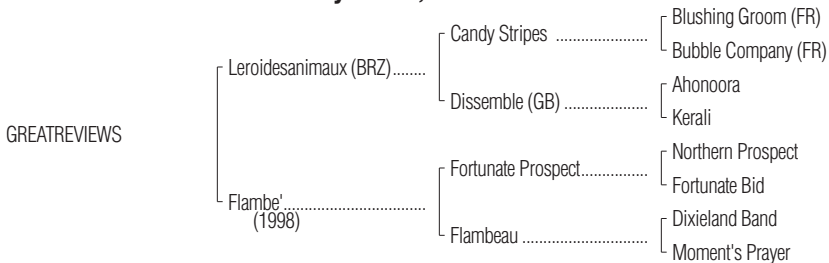 Blushing Groom (FR)
Candy Stripes ..................
Bubble Company (FR)
Leroidesanimaux (BRZ)........
Ahonoora
Dissemble (GB) ..................
Kerali
GREATREVIEWS
Northern Prospect
Fortunate Prospect..............
Fortunate Bid
Flambe'..............................
(1998)
Dixieland Band
Flambeau ..........................
Moment's Prayer